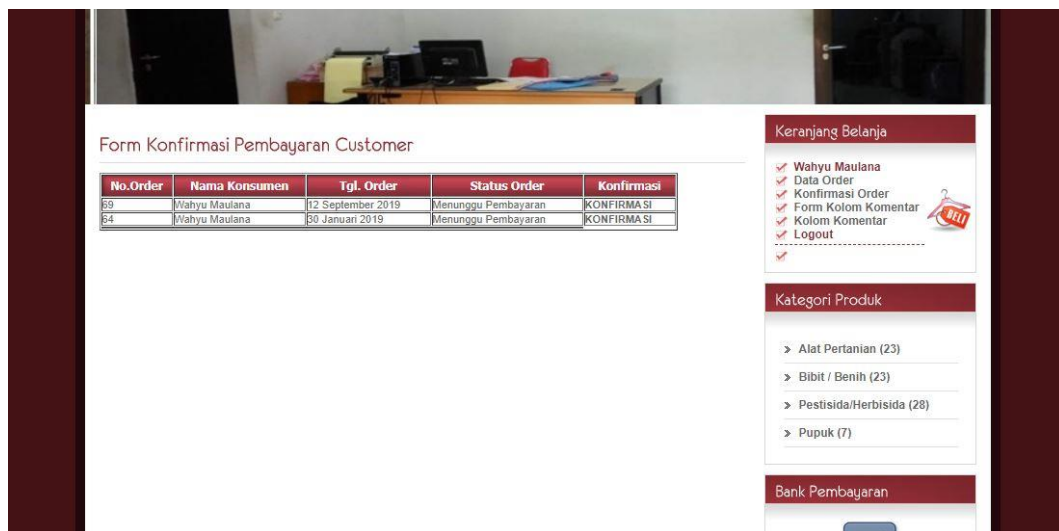 Form Konfirmasi Pembayaran Customer
No.Order Nama Konsumen Tgl. Order Status Order Konfirmasi
69 Wahyu Maulana 12 September 2019 Menunggu Pembayaran KONFIRMASI
64 Wahyu Maulana 30 Januari 2019 Menunggu Pembayaran KONFIRMASI
Keranjang Belanja
Wahyu Maulana
Data Order
Konfirmasi Order
Form Kolom Komentar
Kolom Komentar
Logout
BELI
Kategori Produk
Alat Pertanian (23)
Bibit / Benih (23)
Pestisida/Herbisida (28)
Pupuk (7)
Bank Pembayaran